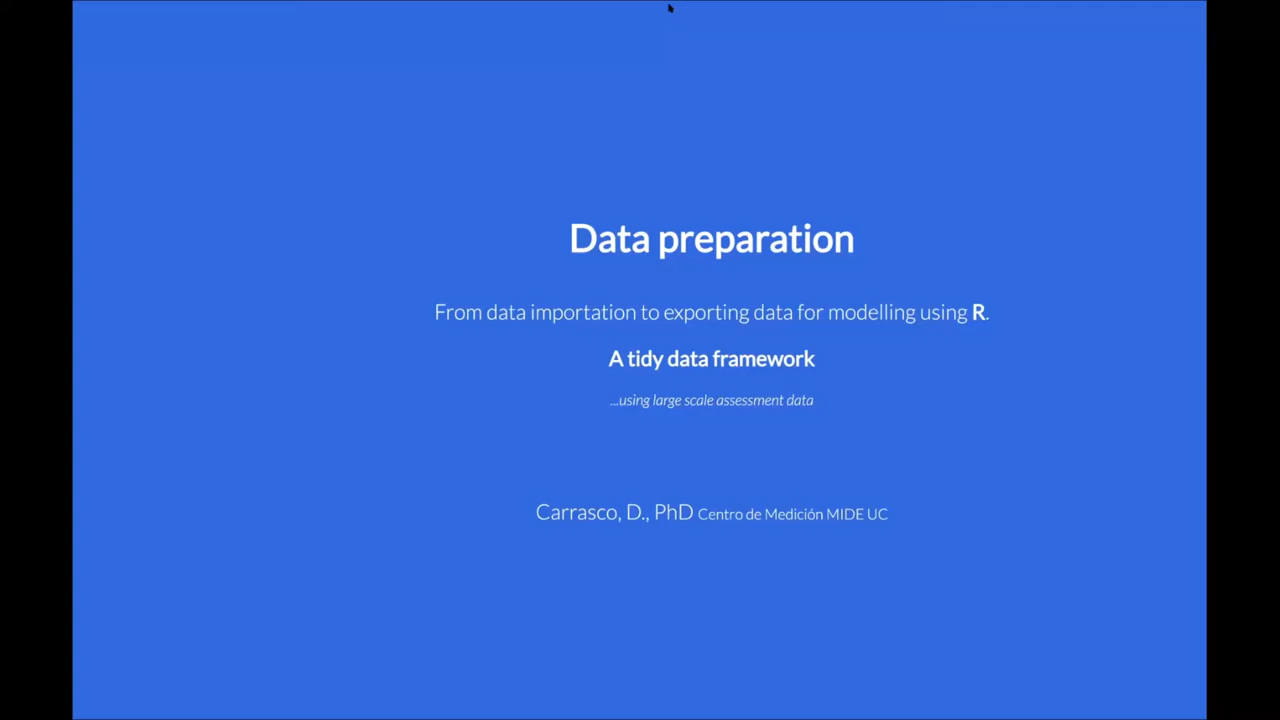 Data preparation
From data importation to exporting data for modelling using R.
A tidy data framework
...using large scale assessment data
Carrasco, D., PhD Centro de Medición MIDE UC